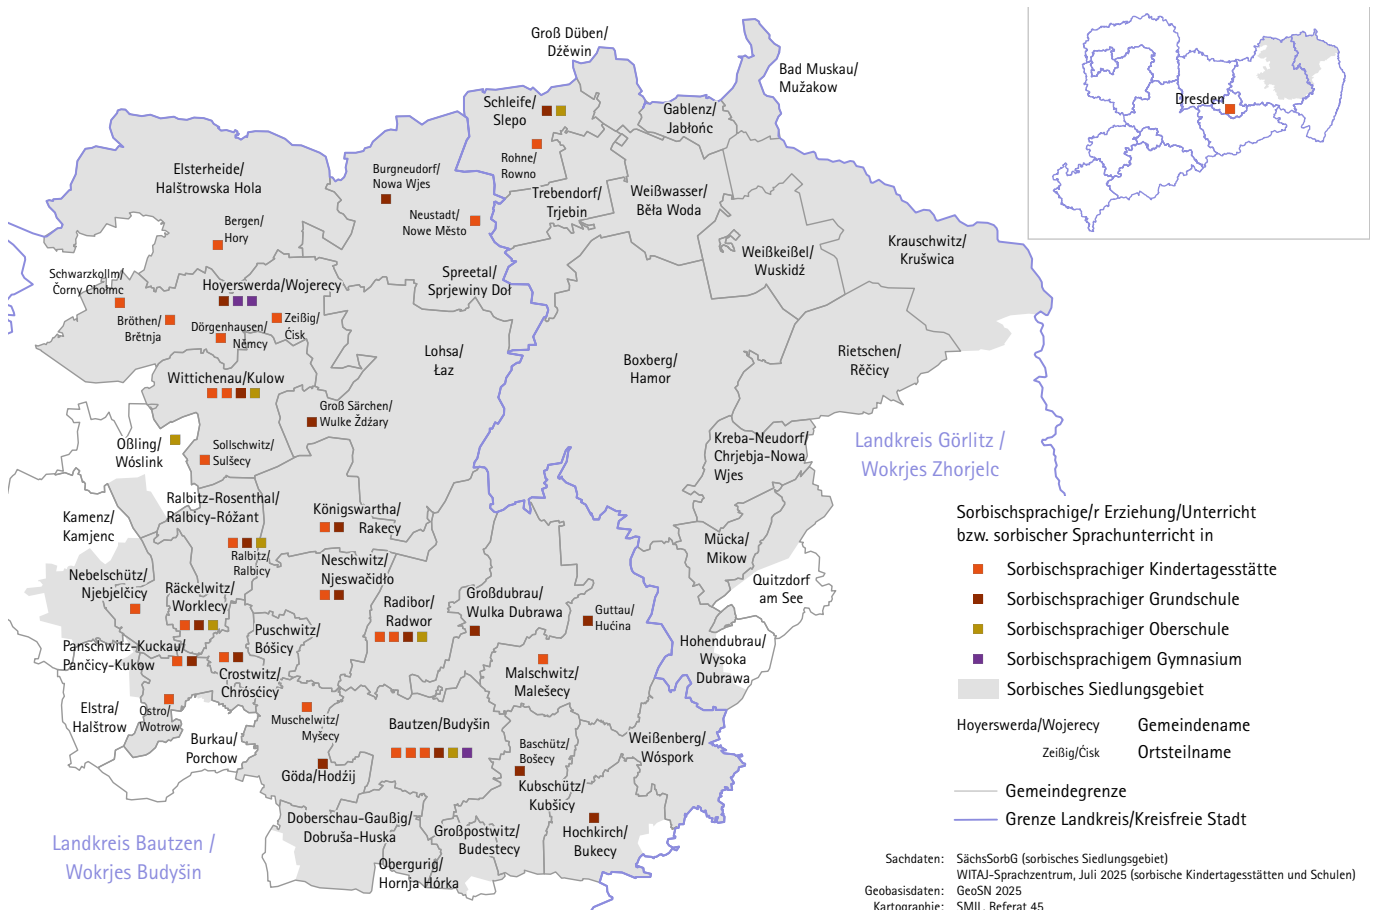 Groß Düben/
Dźěwin
Bad Muskau/
Mužakow
Schleife/
Slepo
Gablenz/
Jabłońc
Dresden
Rohne/
Rowno
Elsterheide/
Halštrowska Hola
Burgneudorf/
Nowa Wjes
Trebendorf/
Trjebin
Weißwasser/
Běła Woda
Neustadt/
Nowe Město
Bergen/
Hory
Krauschwitz/
Krušwica
Weißkeißel/
Wuskidź
Schwarzkollm/
Čorny Chołmc
Hoyerswerda/Wojerecy
Spreetal/
Sprjewiny Doł
Bröthen/
Brětnja
Dörgenhausen/
Němcy
Zeißig/
Ćisk
Lohsa/
Łaz
Boxberg/
Hamor
Rietschen/
Rěčicy
Wittichenau/Kulow
Groß Särchen/
Wulke Ždźary
Oßling/
Wóslink
Sollschwitz/
Sulšecy
Kreba-Neudorf/
Chrjebja-Nowa
Wjes
Landkreis Görlitz /
Wokrjes Zhorjelc
Ralbitz-Rosenthal/
Ralbicy-Róžant
Königswartha/
Rakecy
Kamenz/
Kamjenc
Ralbitz/
Ralbicy
Mücka/
Mikow
Nebelschütz/
Njebjelčicy
Räckelwitz/
Worklecy
Neschwitz/
Njeswačidło
Radibor/
Radwor
Großdubrau/
Wulka Dubrawa
Guttau/
Hućina
Quitzdorf
am See
Puschwitz/
Bóšicy
Panschwitz-Kuckau/
Pančicy-Kukow
Crostwitz/
Chrósćicy
Malschwitz/
Malešecy
Hohendubrau/
Wysoka
Dubrawa
Elstra/
Halštrow
Ostro/
Wotrow
Burkau/
Porchow
Muschelwitz/
Myšecy
Bautzen/Budyšin
Baschütz/
Bošecy
Weißenberg/
Wóspork
Göda/Hodźij
Kubschütz/
Kubšicy
Doberschau-Gaußig/
Dobruša-Huska
Großpostwitz/
Budestecy
Hochkirch/
Bukecy
Obergurig/
Hornja Hórka
Landkreis Bautzen /
Wokrjes Budyšin
Sorbischsprachige/r Erziehung/Unterricht
bzw. sorbischer Sprachunterricht in
Sorbischsprachiger Kindertagesstätte
Sorbischsprachiger Grundschule
Sorbischsprachiger Oberschule
Sorbischsprachigem Gymnasium
Sorbisches Siedlungsgebiet
Hoyerswerda/Wojerecy Gemeindename
Zeißig/Ćisk Ortsteilname
Gemeindegrenze
Grenze Landkreis/Kreisfreie Stadt
Sachdaten: SächsSorbG (sorbisches Siedlungsgebiet)
WITAJ-Sprachzentrum, Juli 2025 (sorbische Kindertagesstätten und Schulen)
Geobasisdaten: GeoSN 2025
Kartographie: SMIL, Referat 45